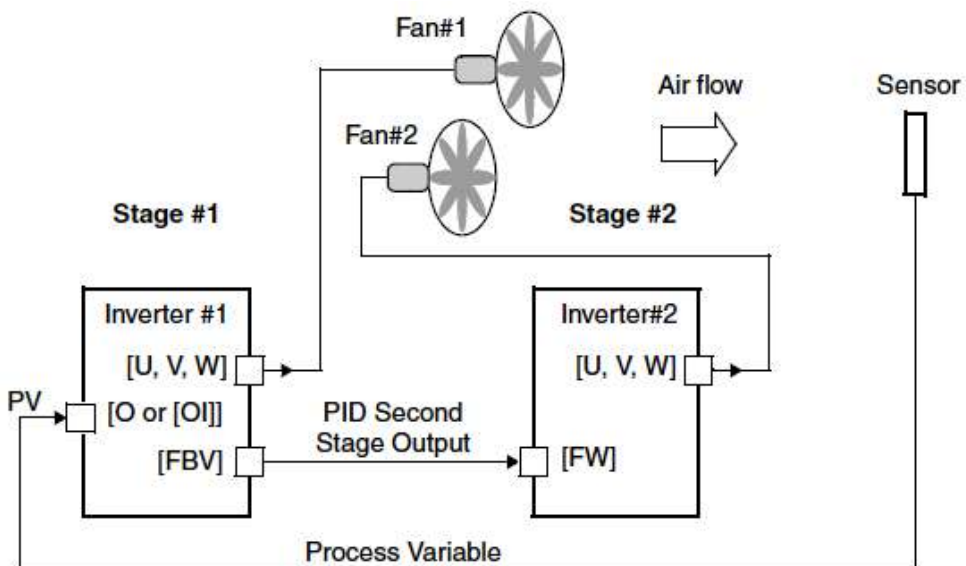 Fan#1
Air flow
Sensor
Fan#2
Stage #1
Stage #2
Inverter #1
Inverter#2
[U, V, W]
[U, V, W]
PV
[O or [OI]]
PID Second
Stage Output
[FBV]
[FW]
Process Variable